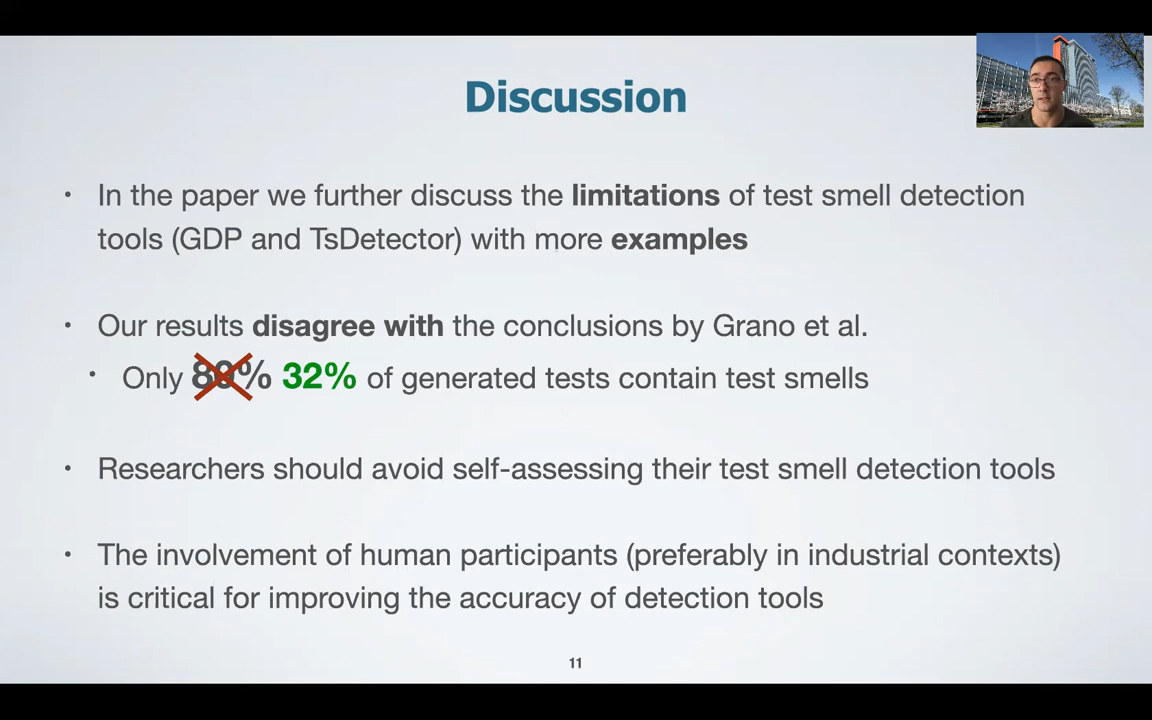 Discussion
• In the paper we further discuss the limitations of test smell detection
tools (GDP and TsDetector) with more examples
• Our results disagree with the conclusions by Grano et al.
• Only 80% 32% of generated tests contain test smells
• Researchers should avoid self-assessing their test smell detection tools
• The involvement of human participants (preferably in industrial contexts)
is critical for improving the accuracy of detection tools
11